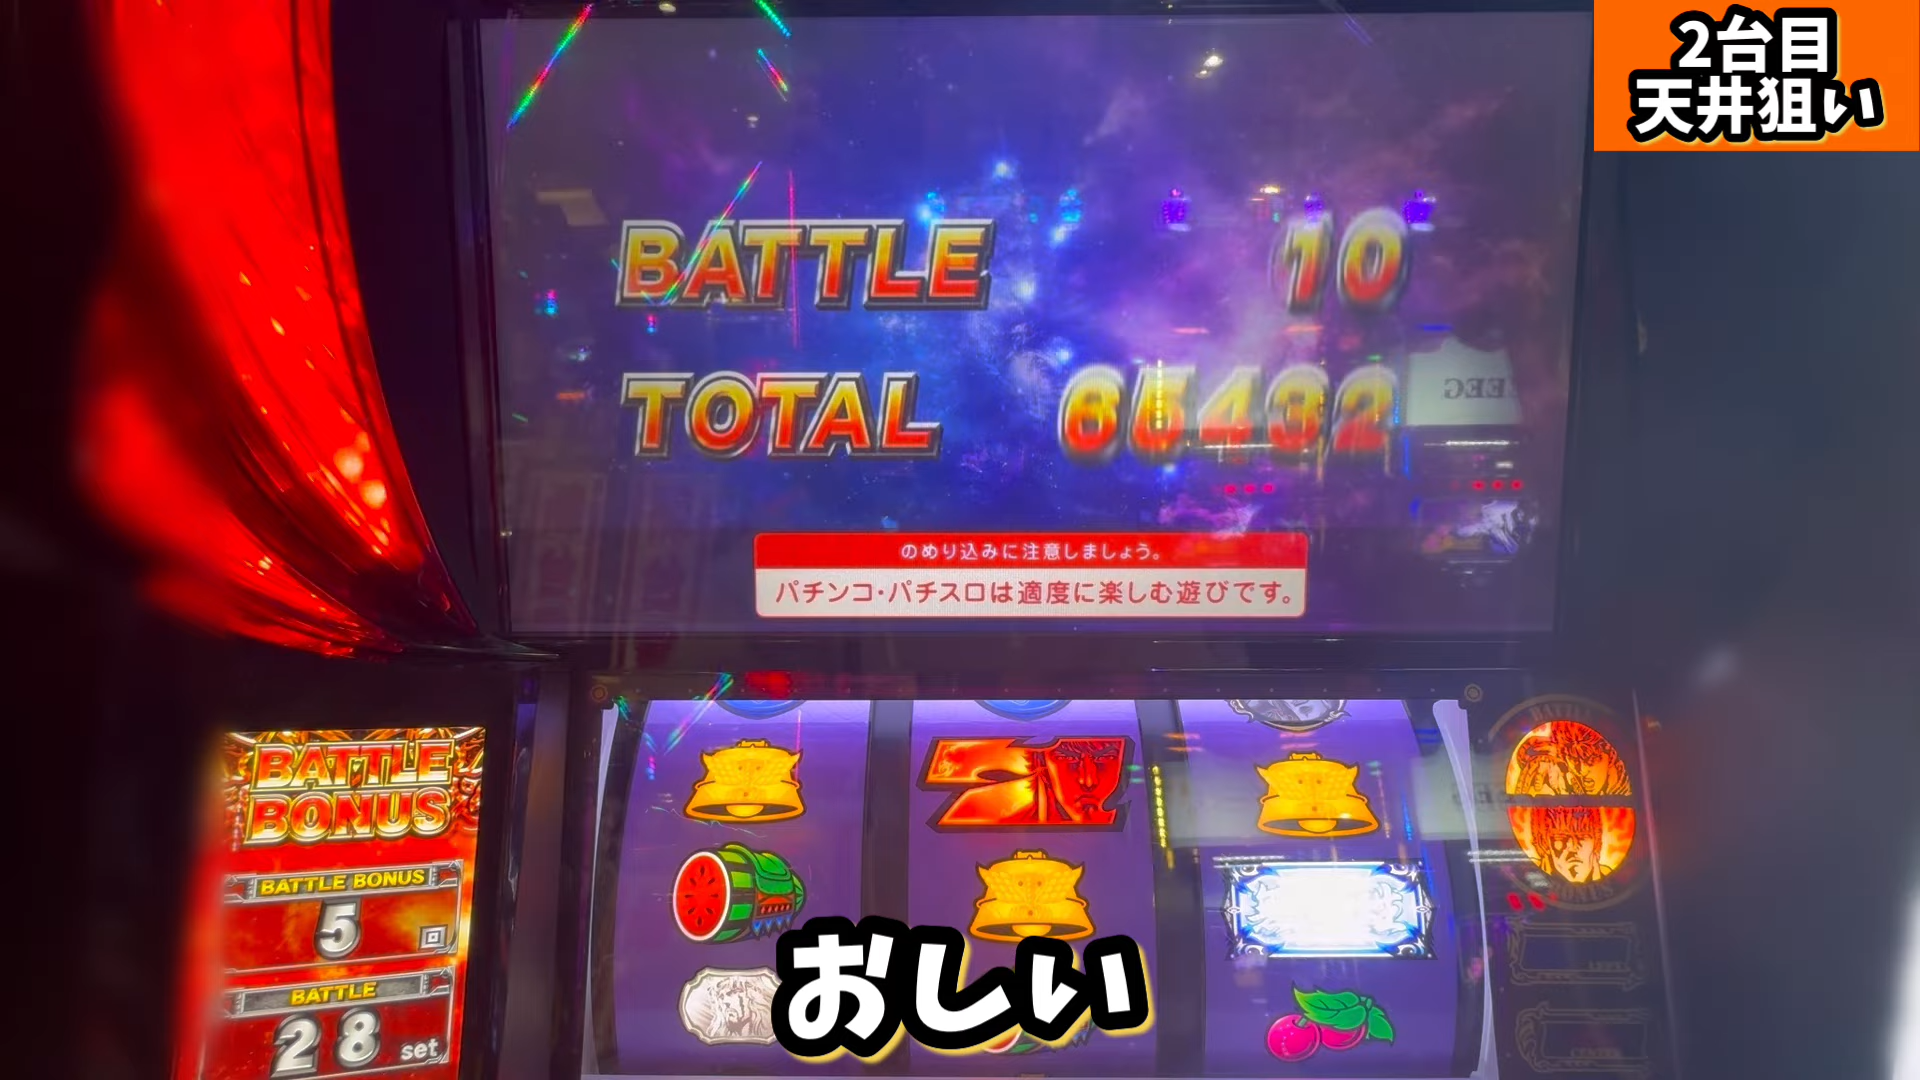 2台目
天井狙い
BATTLE 10
TOTAL
のめり込みに注意しましょう。
パチンコ・パチスロは適度に楽しむ遊びです。
BATTLE
BONUS
BATTLE BONUS
5 回
BATTLE
28 set
おしい